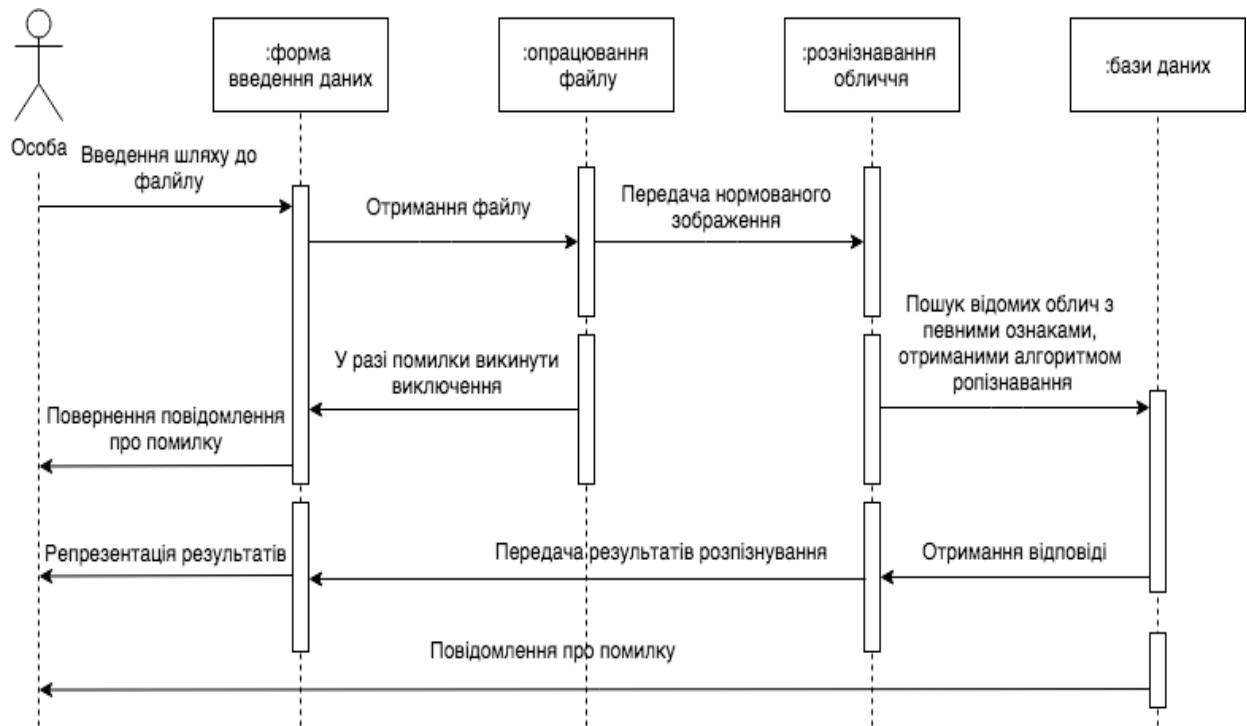 :форма
введення даних
:опрацювання
файлу
:рознізнавання
обличчя
:бази даних
Особа
Введення шляху до
фалйлу
Отримання файлу
Передача нормованого
зображення
Пошук відомих облич з
певними ознаками,
отриманими алгоритмом
ропізнавання
У разі помилки викинути
виключення
Повернення повідомлення
про помилку
Репрезентація результатів
Передача результатів розпізнування
Отримання відповіді
Повідомлення про помилку